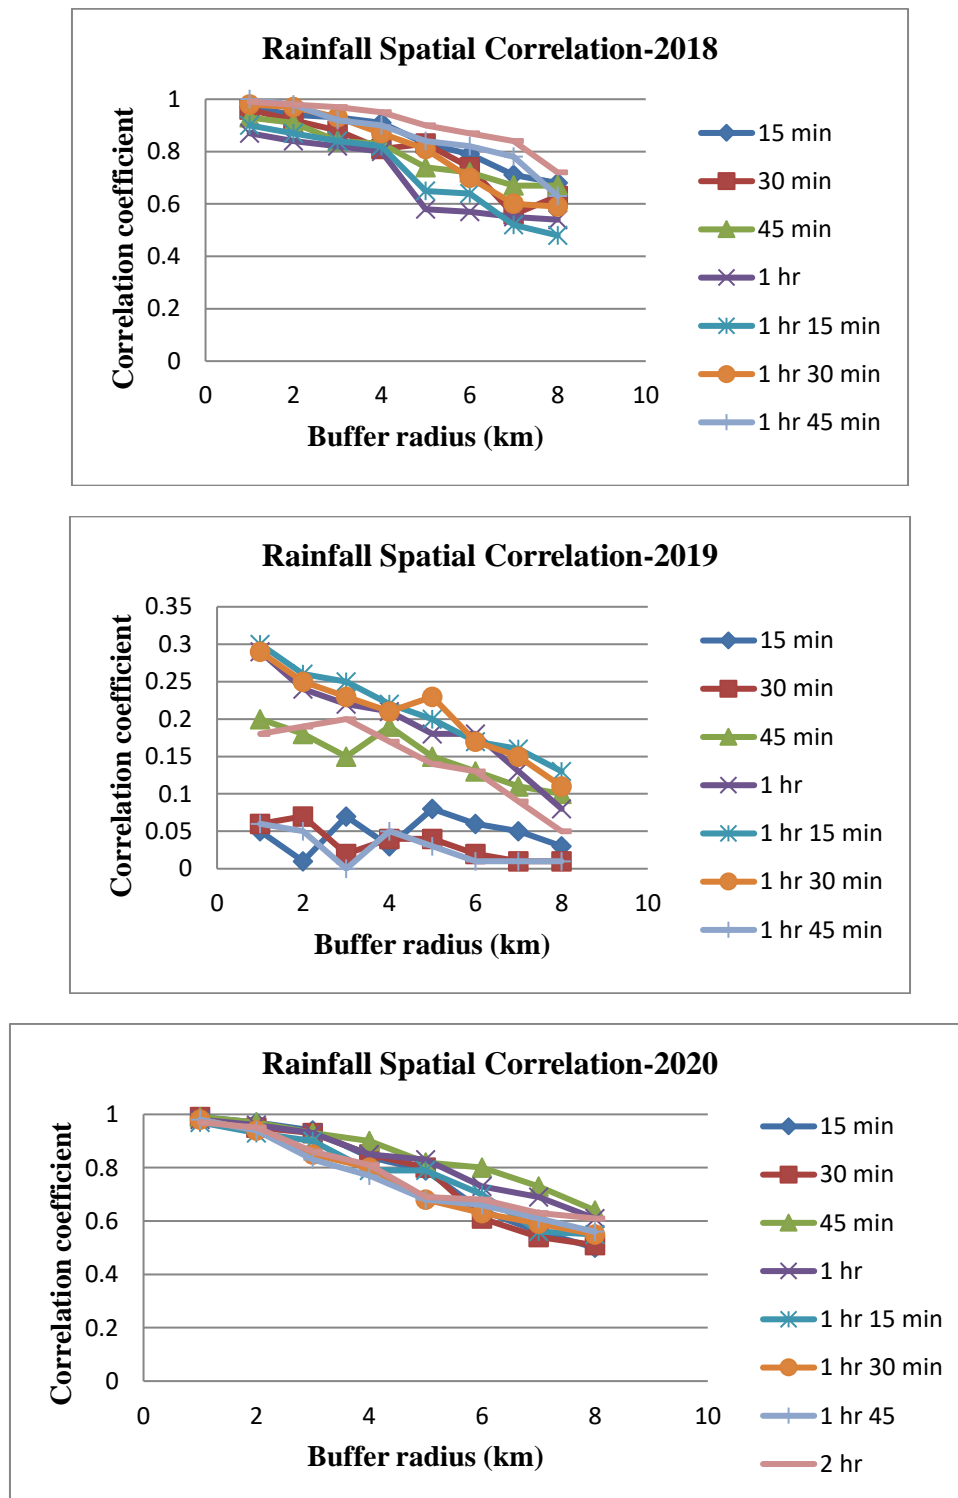 Rainfall Spatial Correlation-2018
Correlation coefficient
1
0.8
0.6
0.4
0.2
0
0 2 4 6 8 10
Buffer radius (km)
15 min
30 min
45 min
1 hr
1 hr 15 min
1 hr 30 min
1 hr 45 min
Rainfall Spatial Correlation-2019
Correlation coefficient
0.35
0.3
0.25
0.2
0.15
0.1
0.05
0
0 2 4 6 8 10
Buffer radius (km)
15 min
30 min
45 min
1 hr
1 hr 15 min
1 hr 30 min
1 hr 45 min
Rainfall Spatial Correlation-2020
Correlation coefficient
1
0.8
0.6
0.4
0.2
0
0 2 4 6 8 10
Buffer radius (km)
15 min
30 min
45 min
1 hr
1 hr 15 min
1 hr 30 min
1 hr 45
2 hr